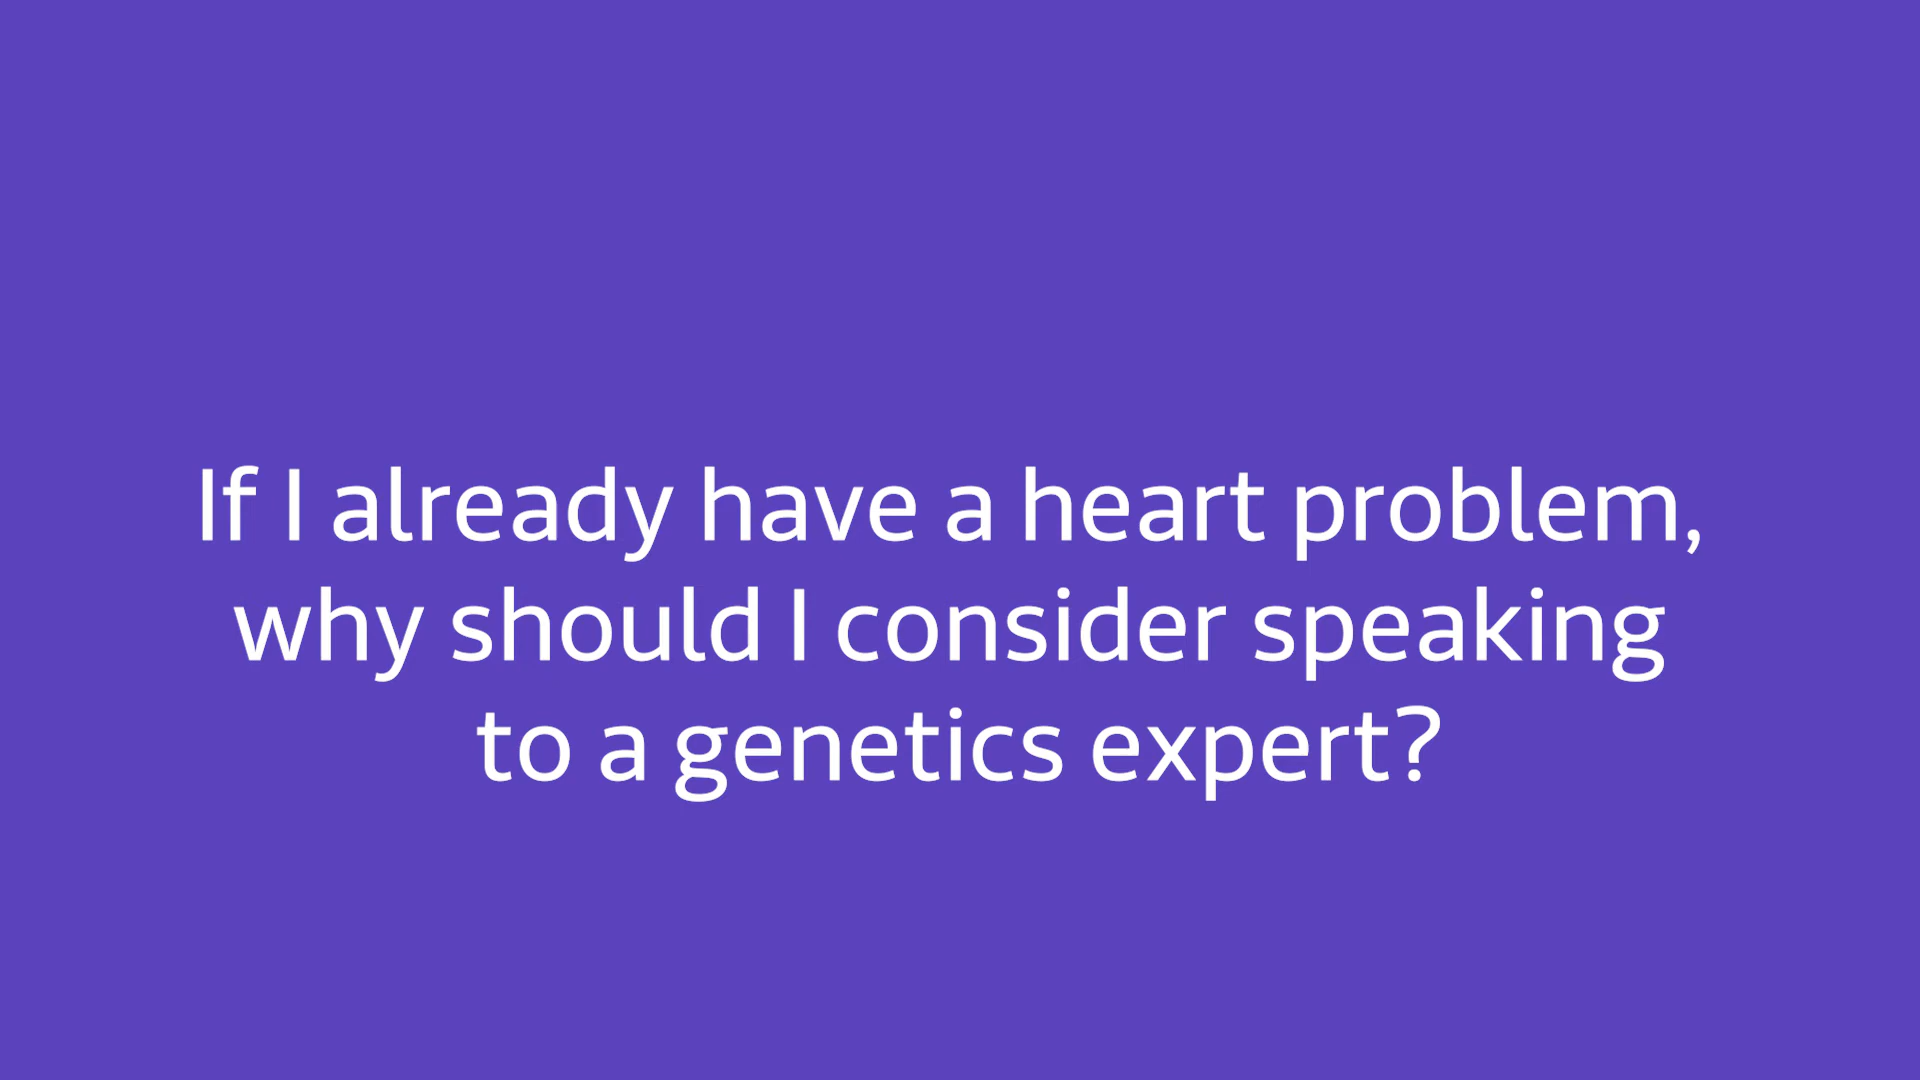 If I already have a heart problem,
why should I consider speaking
to a genetics expert?